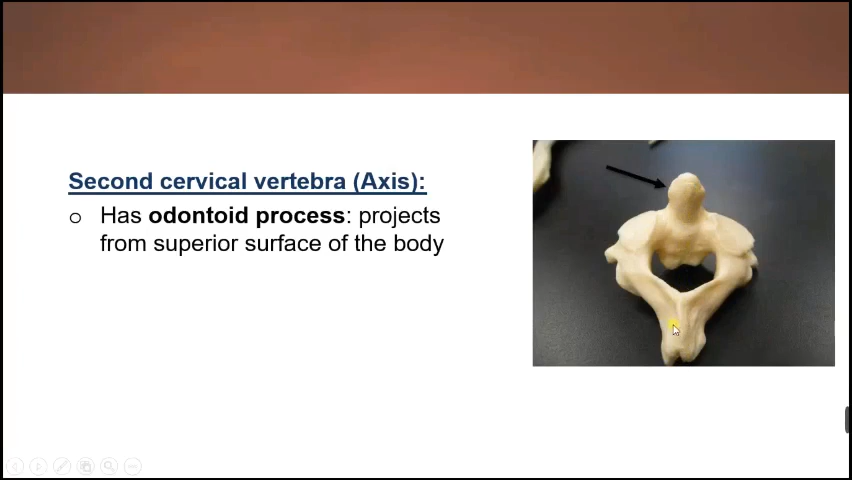 Second cervical vertebra (Axis):
o Has odontoid process: projects
from superior surface of the body